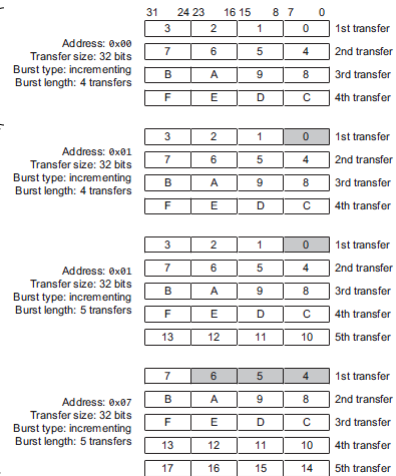 31 24 23 16 15 8 7 0
Address: 0x00
Transfer size: 32 bits
Burst type: incrementing
Burst length: 4 transfers
3 2 1 0 1st transfer
7 6 5 4 2nd transfer
B A 9 8 3rd transfer
F E D C 4th transfer
Address: 0x01
Transfer size: 32 bits
Burst type: incrementing
Burst length: 4 transfers
3 2 1 0 1st transfer
7 6 5 4 2nd transfer
B A 9 8 3rd transfer
F E D C 4th transfer
Address: 0x01
Transfer size: 32 bits
Burst type: incrementing
Burst length: 5 transfers
3 2 1 0 1st transfer
7 6 5 4 2nd transfer
B A 9 8 3rd transfer
F E D C 4th transfer
13 12 11 10 5th transfer
Address: 0x07
Transfer size: 32 bits
Burst type: incrementing
Burst length: 5 transfers
7 6 5 4 1st transfer
B A 9 8 2nd transfer
F E D C 3rd transfer
13 12 11 10 4th transfer
17 16 15 14 5th transfer